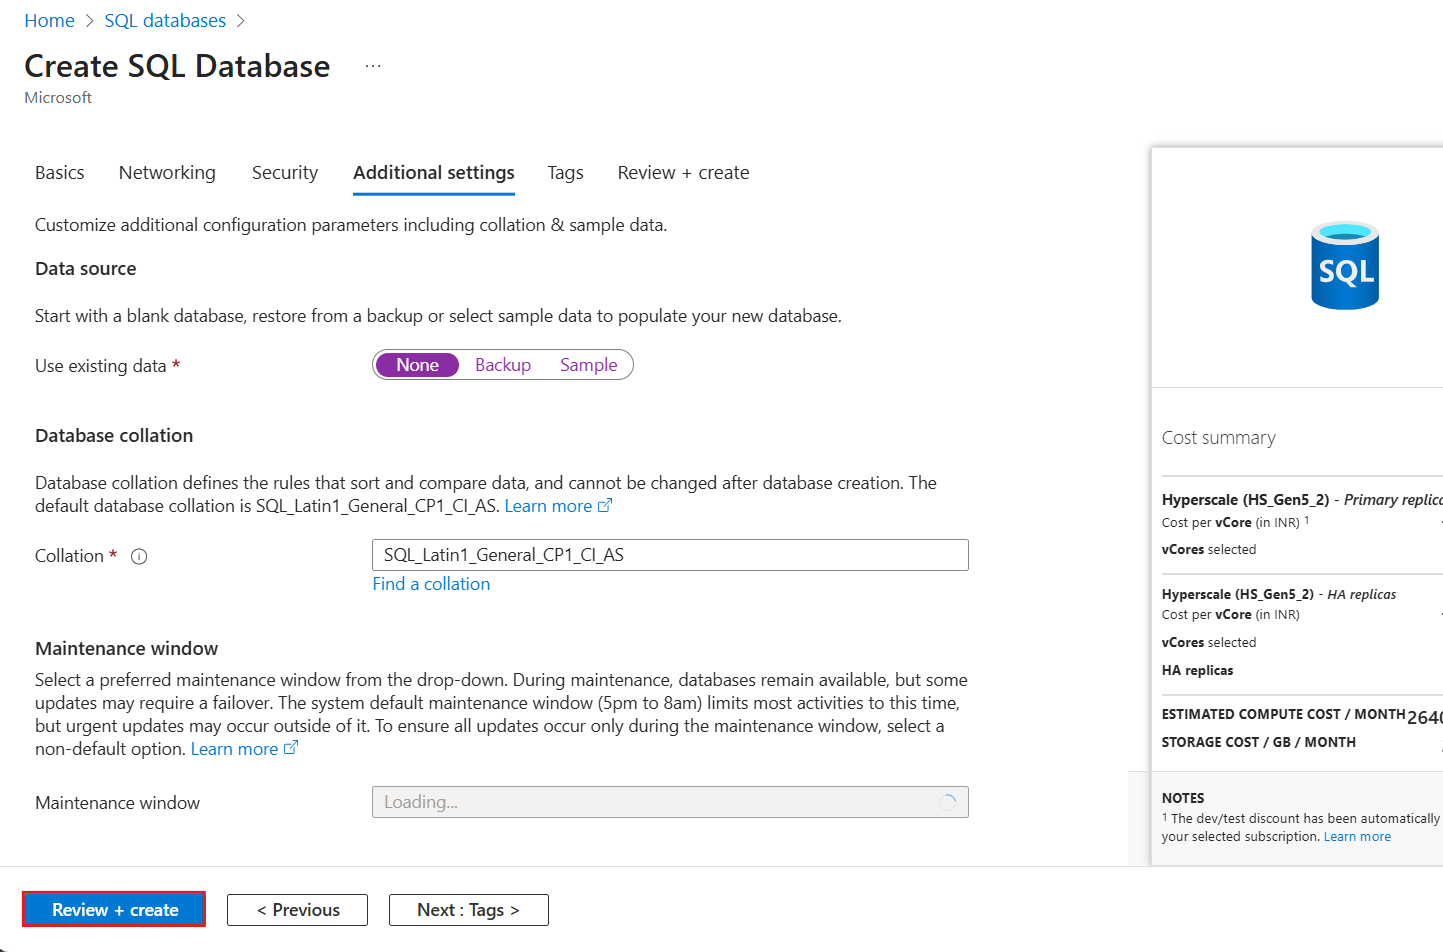 Home > SQL databases >
Create SQL Database ...
Microsoft
Basics Networking Security Additional settings Tags Review + create
Customize additional configuration parameters including collation & sample data.
Data source
Start with a blank database, restore from a backup or select sample data to populate your new database.
Use existing data * None Backup Sample
Database collation
Database collation defines the rules that sort and compare data, and cannot be changed after database creation. The
default database collation is SQL_Latin1_General_CP1_CI_AS. Learn more
Collation * SQL_Latin1_General_CP1_CI_AS
Find a collation
Maintenance window
Select a preferred maintenance window from the drop-down. During maintenance, databases remain available, but some
updates may require a failover. The system default maintenance window (5pm to 8am) limits most activities to this time,
but urgent updates may occur outside of it. To ensure all updates occur only during the maintenance window, select a
non-default option. Learn more
Maintenance window Loading...
Review + create < Previous Next : Tags >
SQL
Cost summary
Hyperscale (HS_Gen5_2) - Primary
Cost per vCore (in INR) 1
vCores selected
Hyperscale (HS_Gen5_2) - HA replicas
Cost per vCore (in INR)
vCores selected
HA replicas
ESTIMATED COMPUTE COST / MONTH
STORAGE COST / GB / MONTH
NOTES
1 The dev/test discount has been automatically
your selected subscription. Learn more